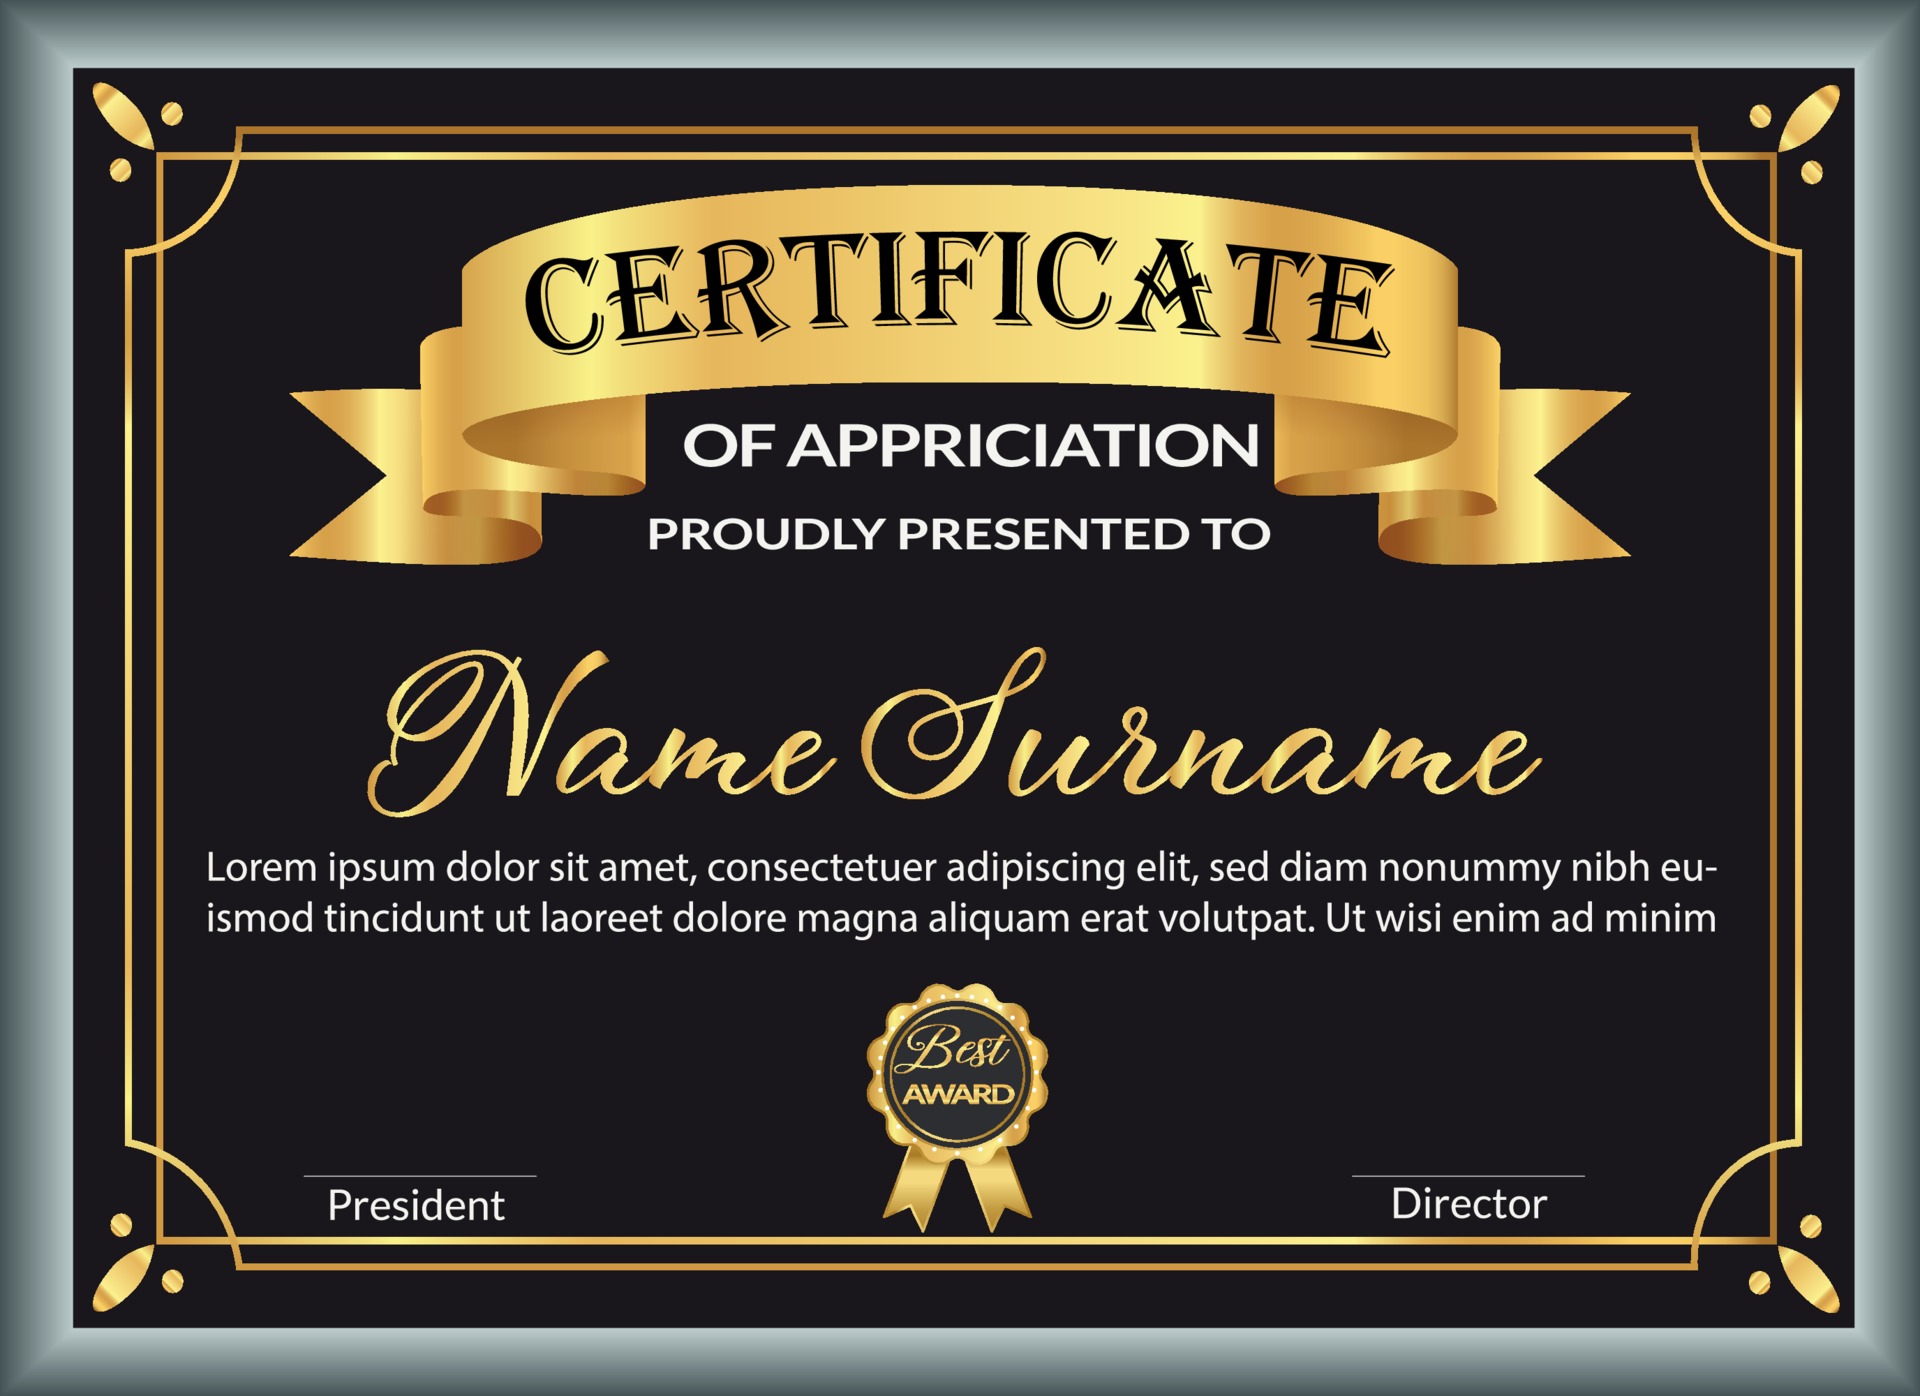 CERTIFICATE
OF APPRICIATION
PROUDLY PRESENTED TO
Name Surname
Lorem ipsum dolor sit amet, consectetuer adipiscing elit, sed diam nonummy nibh eu-
ismod tincidunt ut laoreet dolore magna aliquam erat volutpat. Ut wisi enim ad minim
Best
AWARD
President
Director